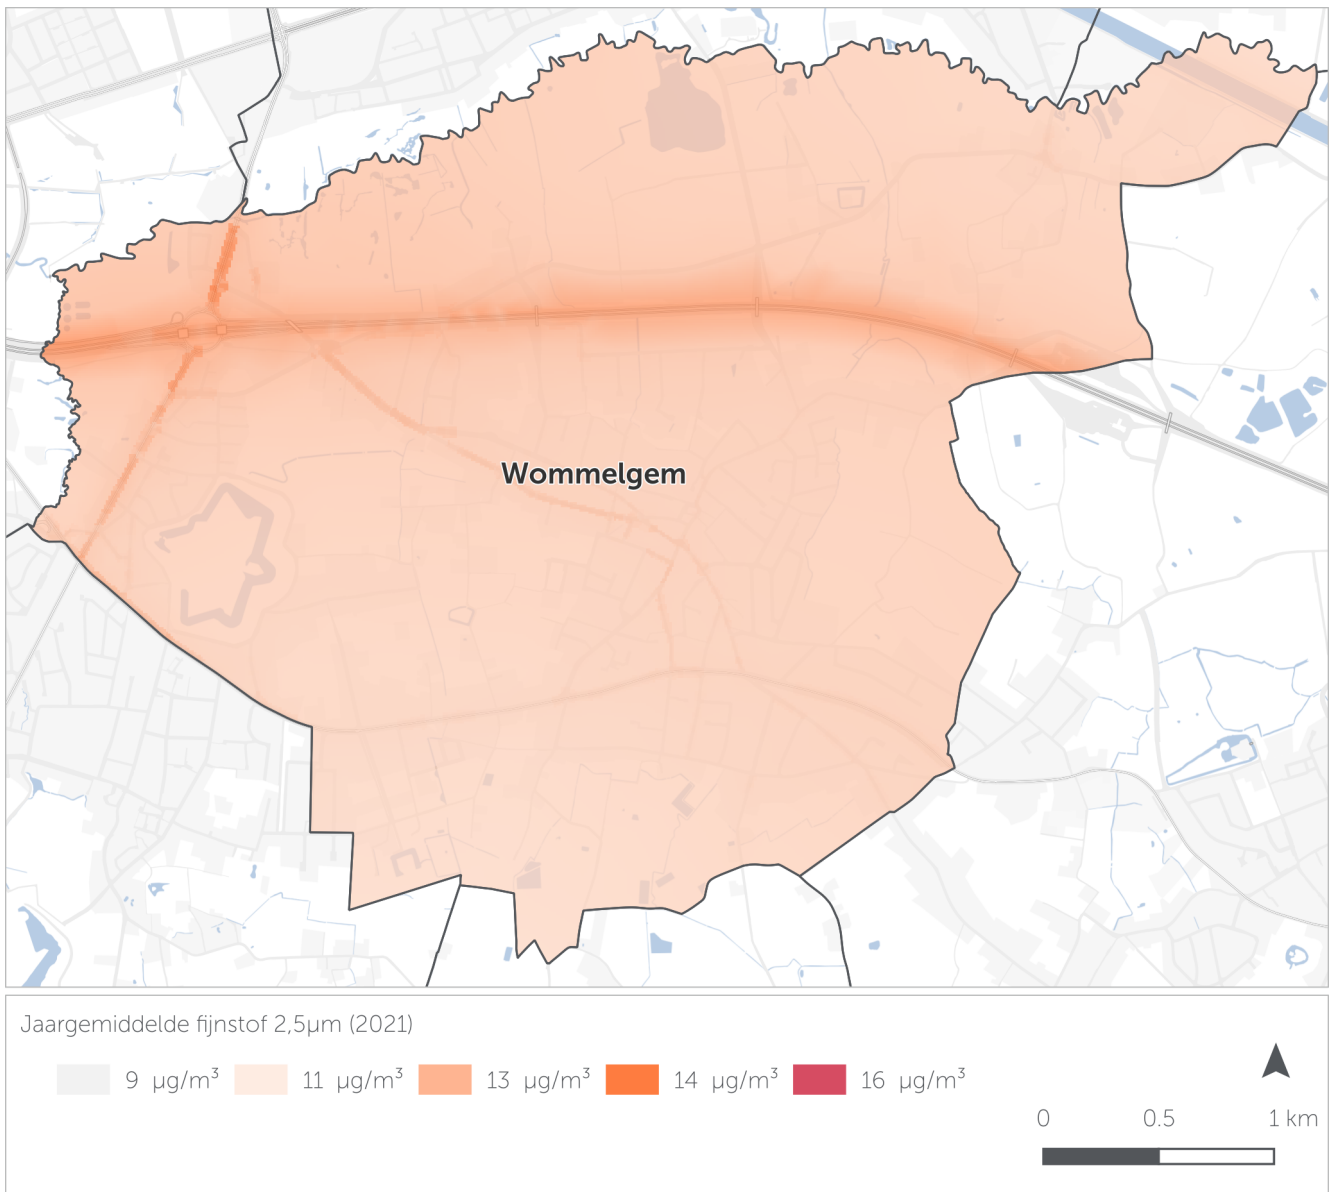 Wommelgem
Jaargemiddelde fijnstof 2,5µm (2021)
9 µg/m³ 11 µg/m³ 13 µg/m³ 14 µg/m³ 16 µg/m³
0 0.5 1 km